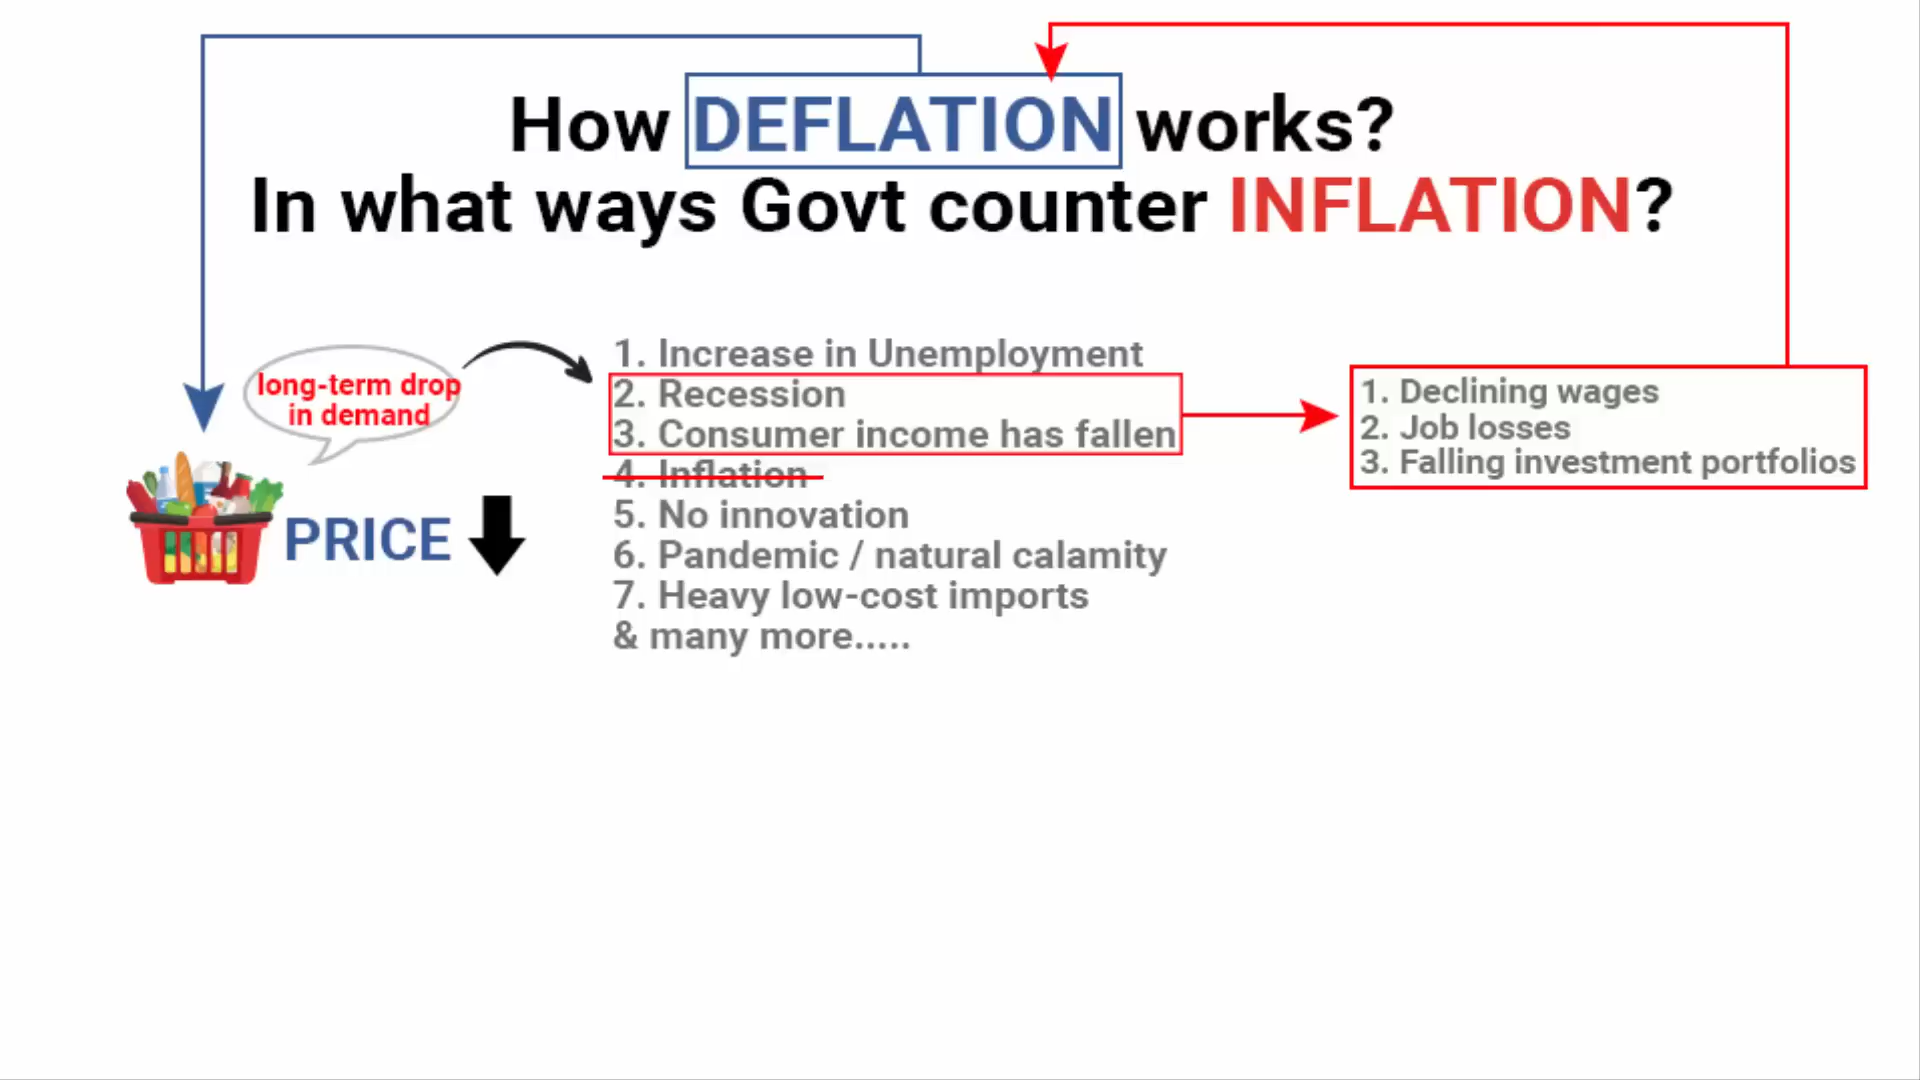 How DEFLATION works?
In what ways Govt counter INFLATION?
long-term drop
in demand
PRICE
1. Increase in Unemployment
2. Recession
3. Consumer income has fallen
4. Inflation
5. No innovation
6. Pandemic / natural calamity
7. Heavy low-cost imports
& many more.....
1. Declining wages
2. Job losses
3. Falling investment portfolios